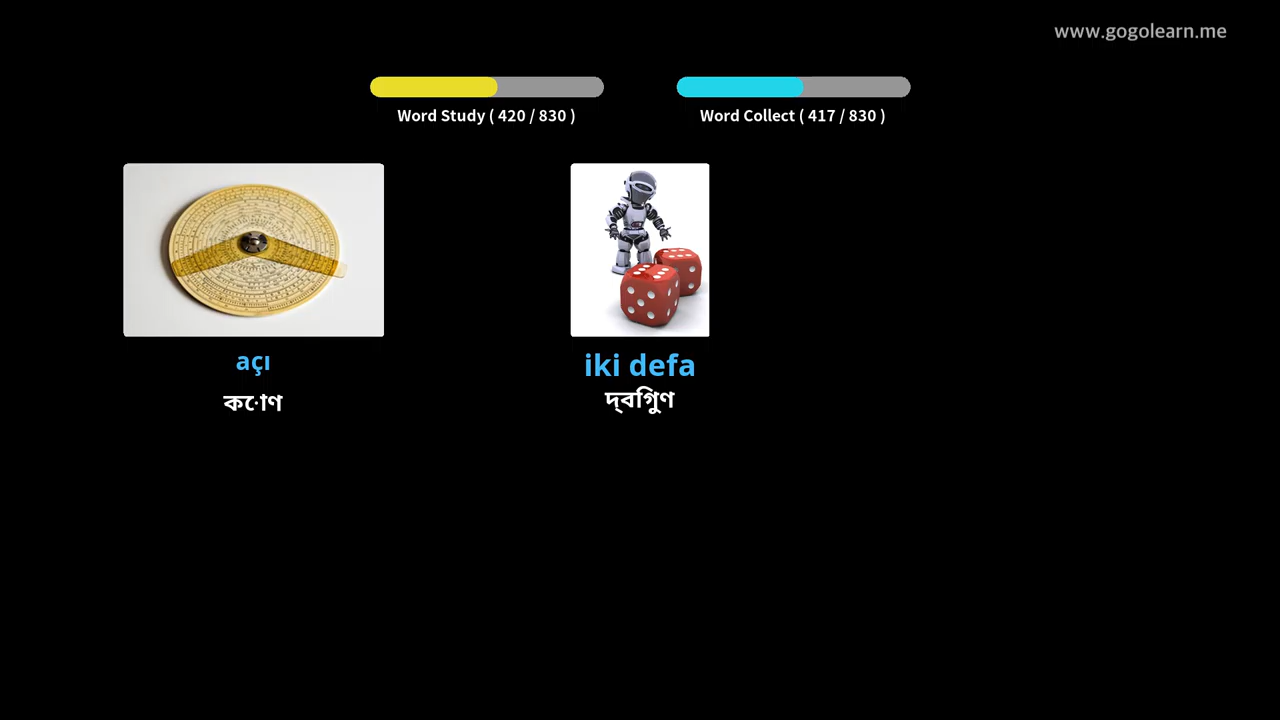 www.gogolearn.me
Word Study ( 420 / 830 )
Word Collect ( 417 / 830 )
açı
কোণ
iki defa
দ্বিগুণ